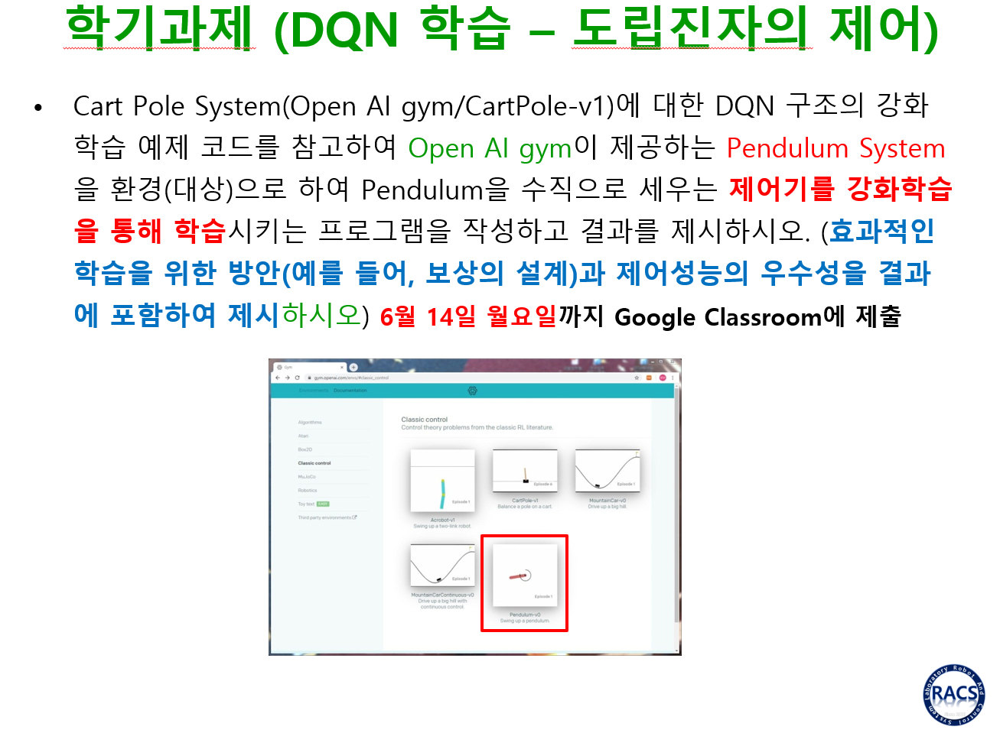 학기과제 (DQN 학습 – 도립진자의 제어)
• Cart Pole System(Open AI gym/CartPole-v1)에 대한 DQN 구조의 강화
학습 예제 코드를 참고하여 Open AI gym이 제공하는 Pendulum System
을 환경(대상)으로 하여 Pendulum을 수직으로 세우는 제어기를 강화학습
을 통해 학습시키는 프로그램을 작성하고 결과를 제시하시오. (효과적인
학습을 위한 방안(예를 들어, 보상의 설계)과 제어성능의 우수성을 결과
에 포함하여 제시하시오) 6월 14일 월요일까지 Google Classroom에 제출
Gym
gym.openai.com/envs/#classic_control
Environments Documentation
Algorithms
Atari
Box2D
Classic control
MuJoCo
Robotics
Toy text
Third party environments
Classic control
Control theory problems from the classic RL literature.
Episode 1
Episode 6
Episode 1
Acrobot-v1
Swing up a two-link robot.
CartPole-v1
Balance a pole on a cart.
MountainCar-v0
Drive up a big hill.
Episode 1
Episode 1
MountainCarContinuous-v0
Drive up a big hill with
continuous control.
Pendulum-v0
Swing up a pendulum.
Laboratory Robot And Control System
RACS